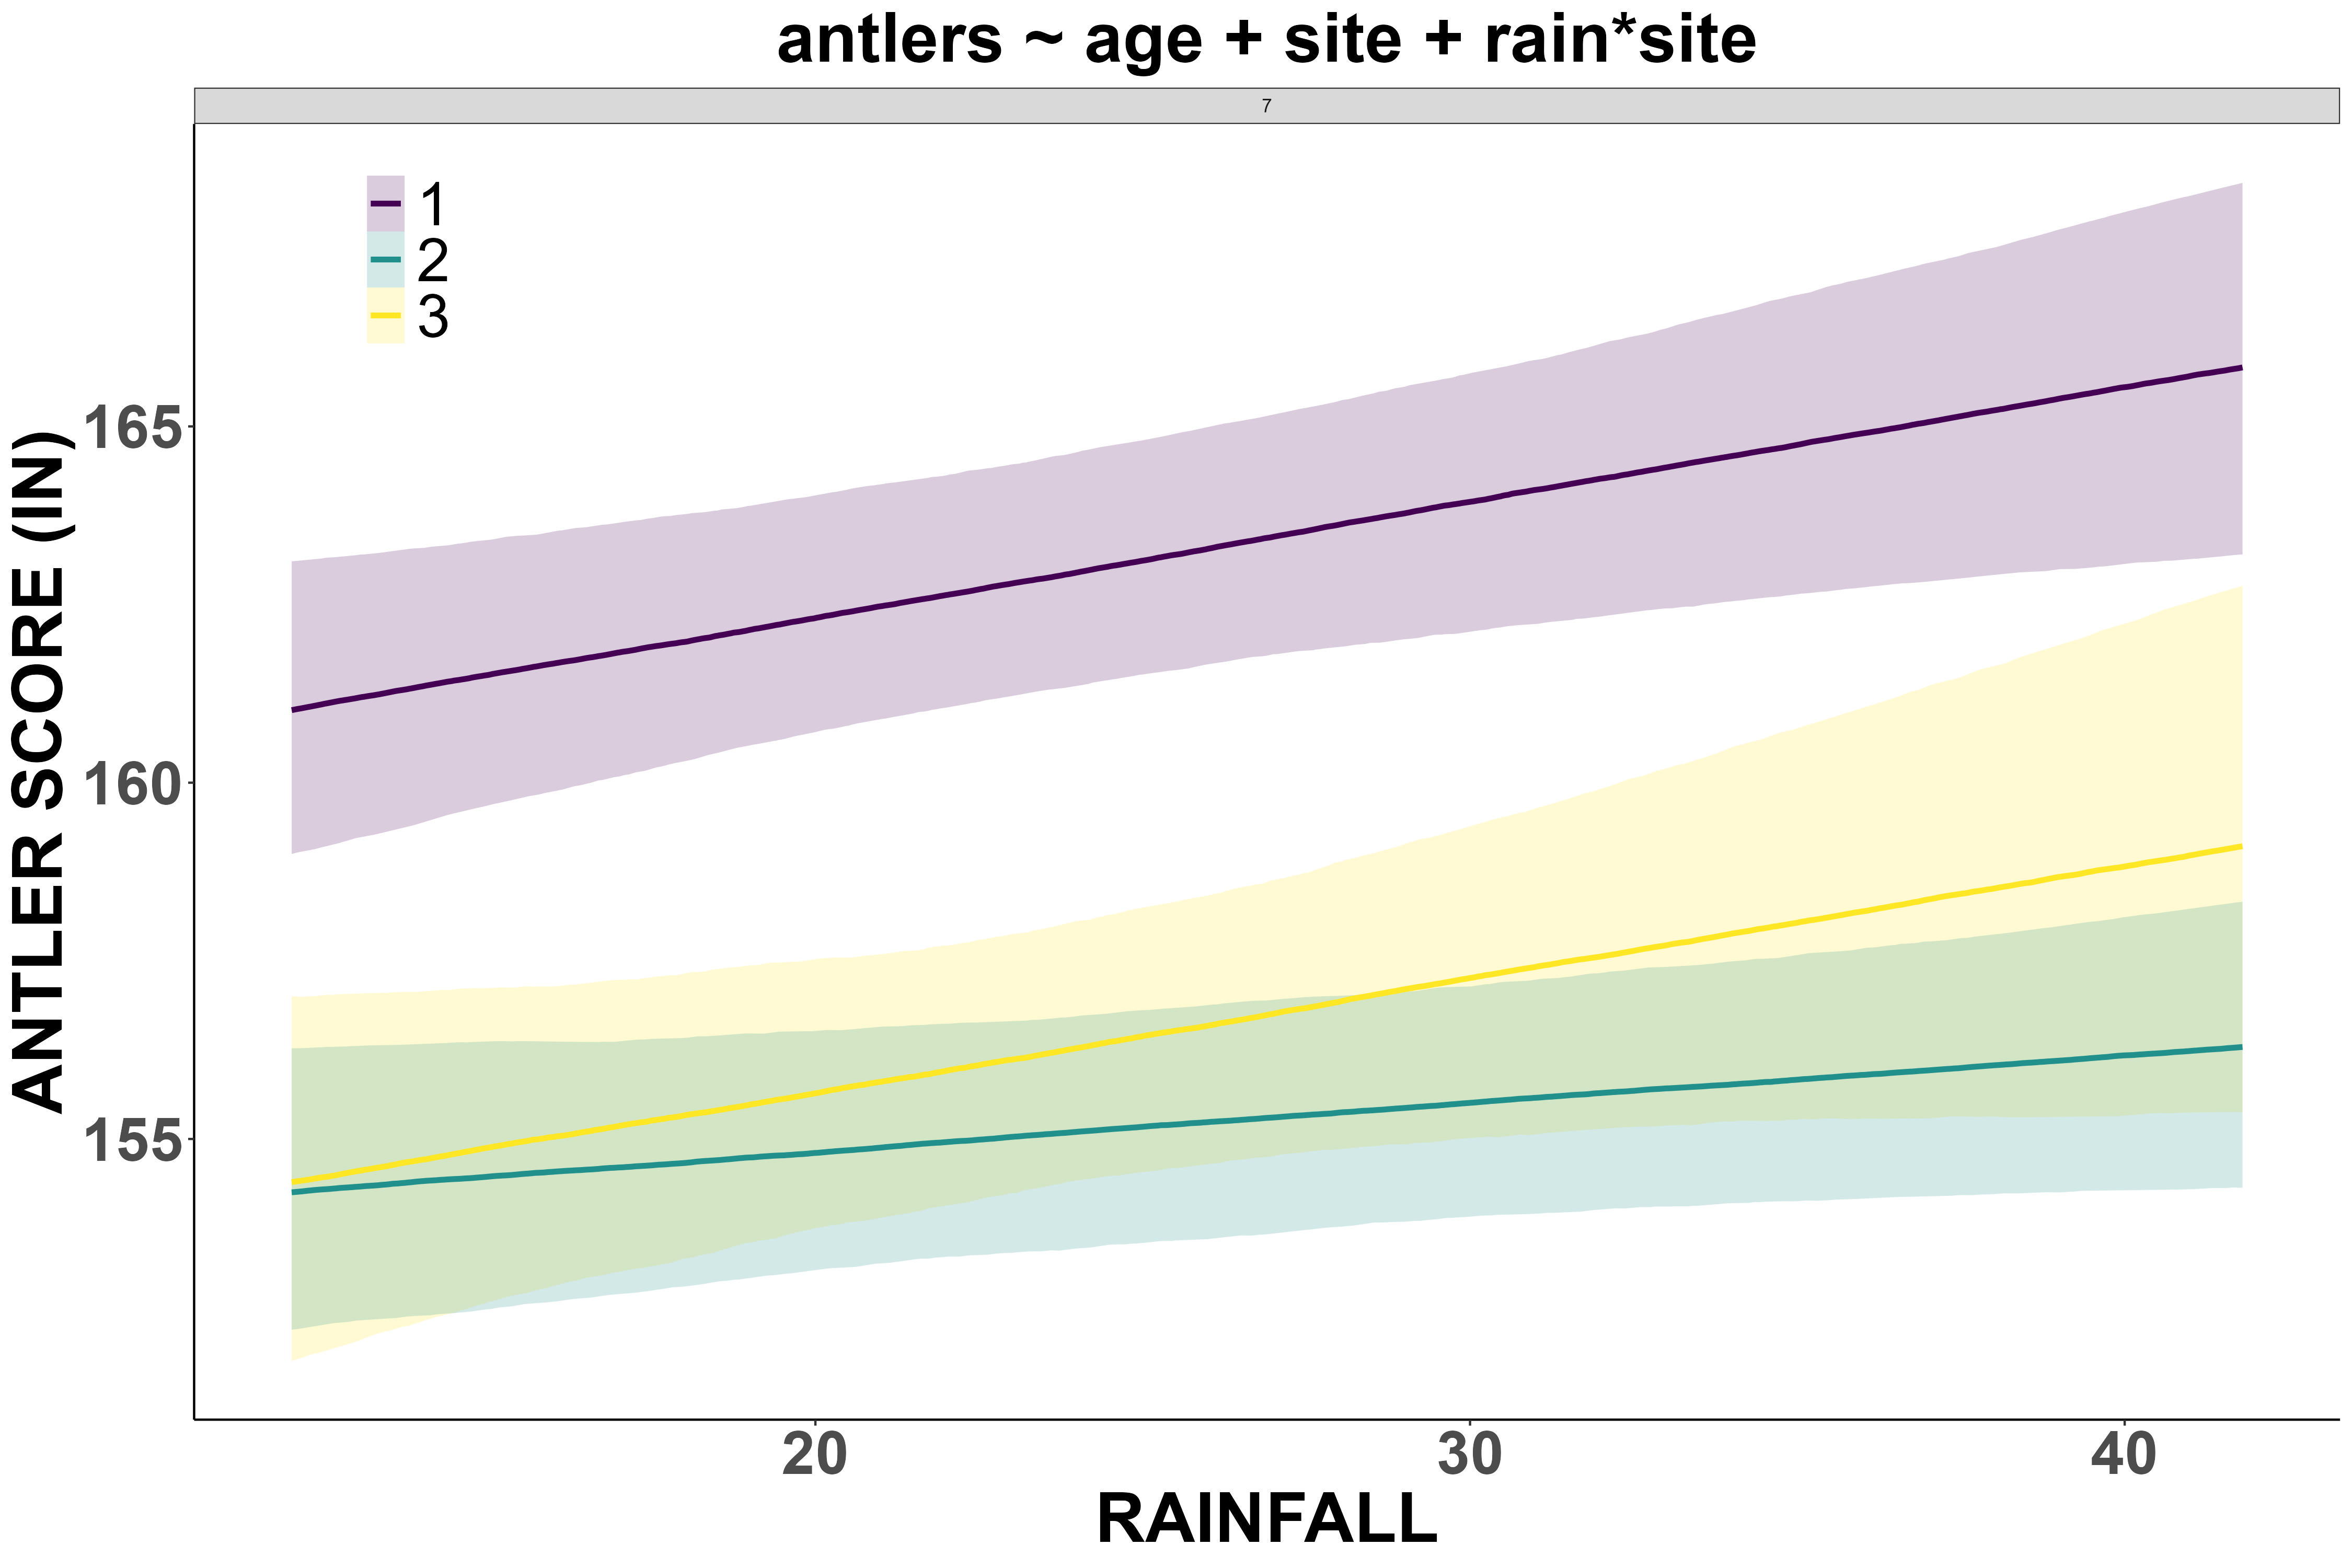 antlers ~ age + site + rain*site
7
1
2
3
ANTLER SCORE (IN)
165
160
155
20 30 40
RAINFALL